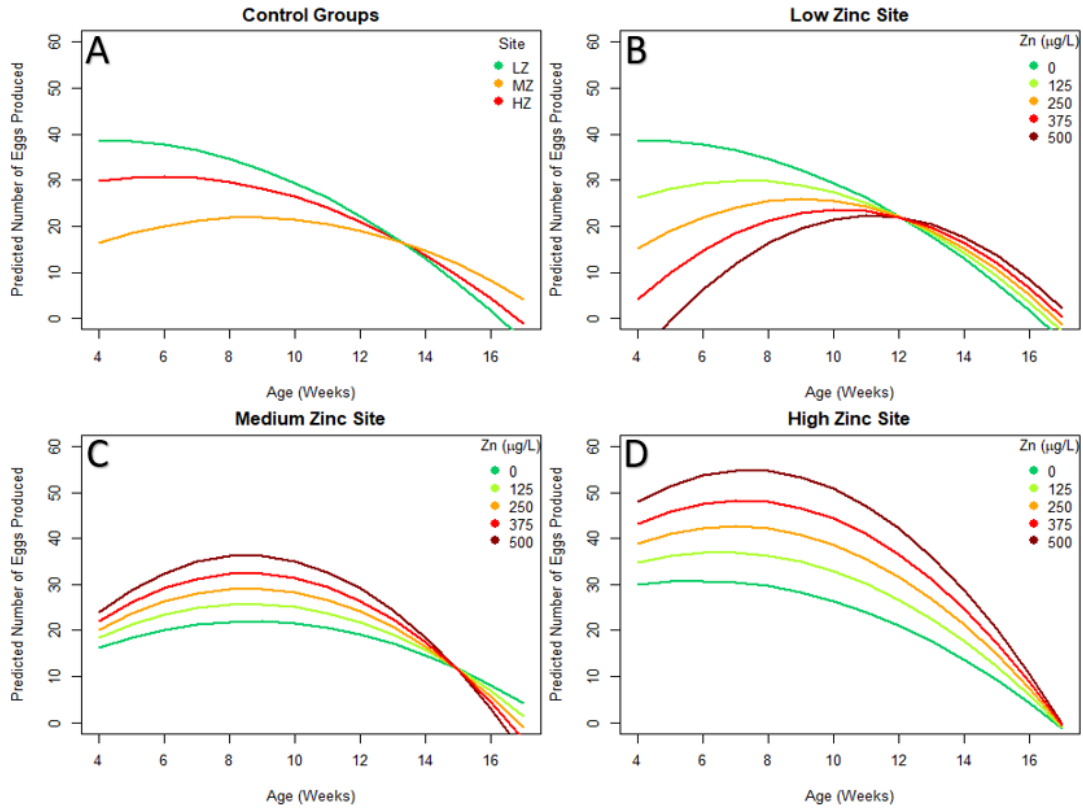 Control Groups
A
Site
LZ
MZ
HZ
Predicted Number of Eggs Produced
60
50
40
30
20
10
0
4 6 8 10 12 14 16
Age (Weeks)
Low Zinc Site
B
Zn (μg/L)
0
125
250
375
500
Predicted Number of Eggs Produced
60
50
40
30
20
10
0
4 6 8 10 12 14 16
Age (Weeks)
Medium Zinc Site
C
Zn (μg/L)
0
125
250
375
500
Predicted Number of Eggs Produced
60
50
40
30
20
10
0
4 6 8 10 12 14 16
Age (Weeks)
High Zinc Site
D
Zn (μg/L)
0
125
250
375
500
Predicted Number of Eggs Produced
60
50
40
30
20
10
0
4 6 8 10 12 14 16
Age (Weeks)